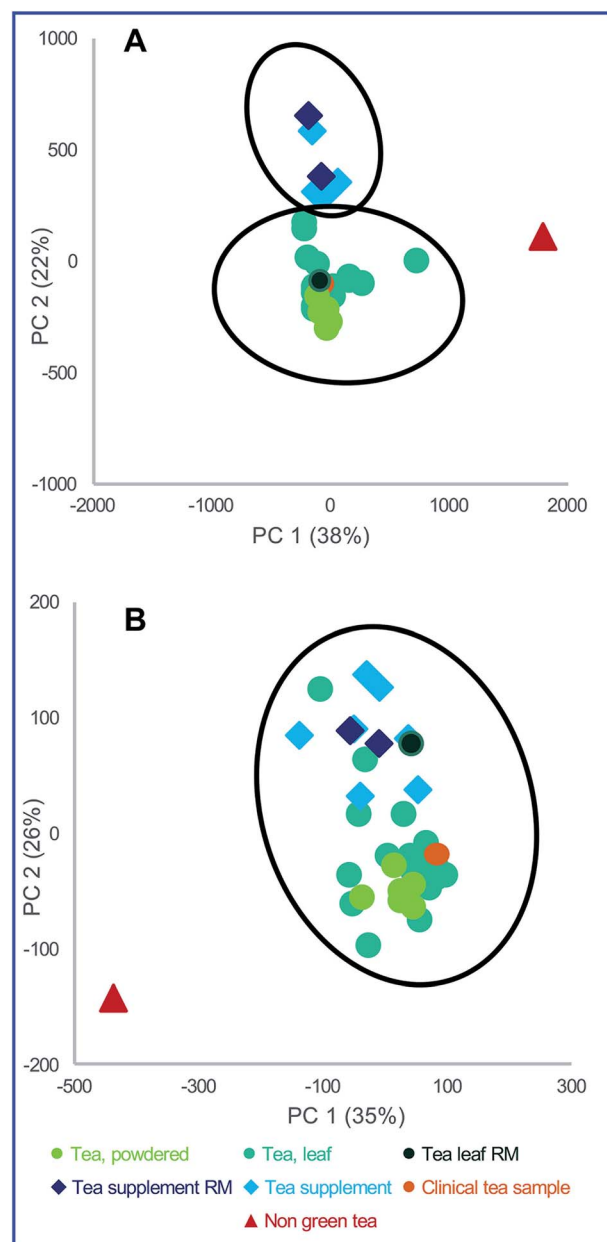 A
1000
500
0
-500
-1000
PC 2 (22%)
-2000 -1000 0 1000 2000
PC 1 (38%)
B
200
100
0
-100
-200
PC 2 (26%)
-500 -300 -100 100 300
PC 1 (35%)
Tea, powdered Tea, leaf Tea leaf RM
Tea supplement RM Tea supplement Clinical tea sample
Non green tea